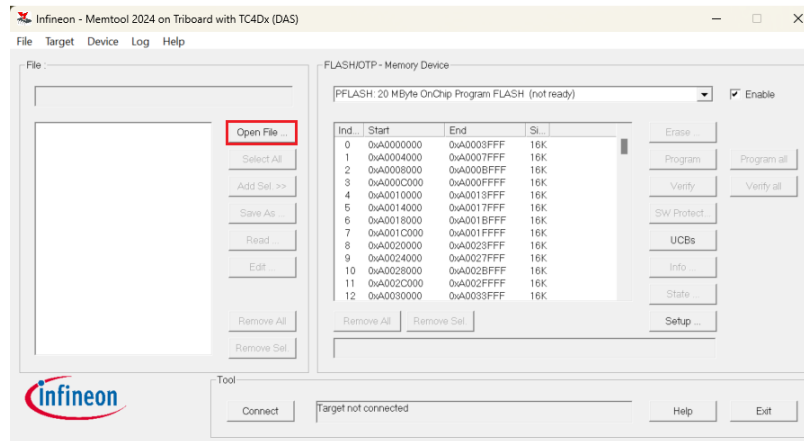 Infineon - Memtool 2024 on Triboard with TC4Dx (DAS)
File Target Device Log Help
File :
Open File ...
Select All
Add Sel. >>
Save As ...
Read ...
Edit ...
Remove All
Remove Sel.
FLASH/OTP - Memory Device
PFLASH: 20 MByte OnChip Program FLASH (not ready)
Enable
Ind... Start End Si...
0 0xA0000000 0xA0003FFF 16K
1 0xA0004000 0xA0007FFF 16K
2 0xA0008000 0xA000BFFF 16K
3 0xA000C000 0xA000FFFF 16K
4 0xA0010000 0xA0013FFF 16K
5 0xA0014000 0xA0017FFF 16K
6 0xA0018000 0xA001BFFF 16K
7 0xA001C000 0xA001FFFF 16K
8 0xA0020000 0xA0023FFF 16K
9 0xA0024000 0xA0027FFF 16K
10 0xA0028000 0xA002BFFF 16K
11 0xA002C000 0xA002FFFF 16K
12 0xA0030000 0xA0033FFF 16K
Remove All Remove Sel.
Erase ...
Program Program all
Verify Verify all
SW Protect...
UCBs
Info ...
State ...
Setup ...
infineon
Tool
Connect
Target not connected
Help
Exit